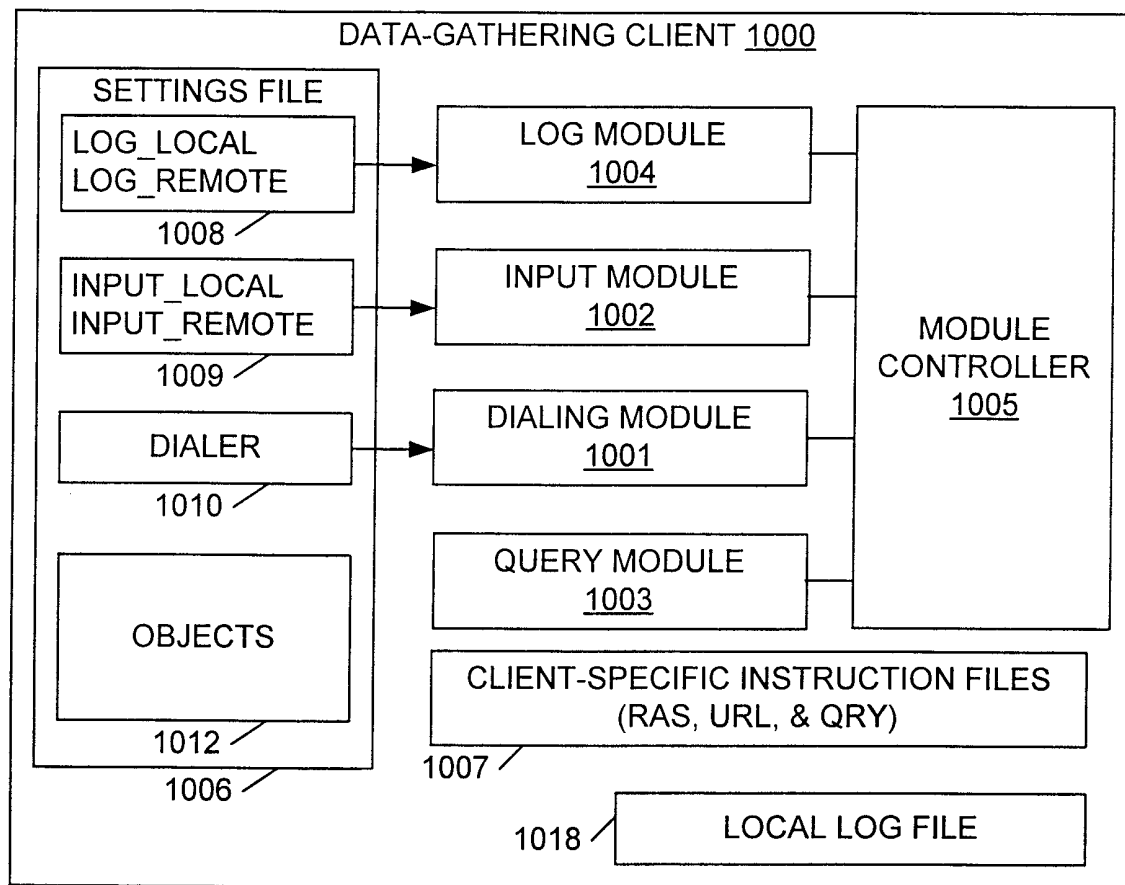 DATA-GATHERING CLIENT 1000
SETTINGS FILE
LOG_LOCAL
LOG_REMOTE
1008
INPUT_LOCAL
INPUT_REMOTE
1009
DIALER
1010
OBJECTS
1012
1006
LOG MODULE
1004
INPUT MODULE
1002
DIALING MODULE
1001
QUERY MODULE
1003
MODULE
CONTROLLER
1005
CLIENT-SPECIFIC INSTRUCTION FILES
(RAS, URL, & QRY)
1007
1018
LOCAL LOG FILE